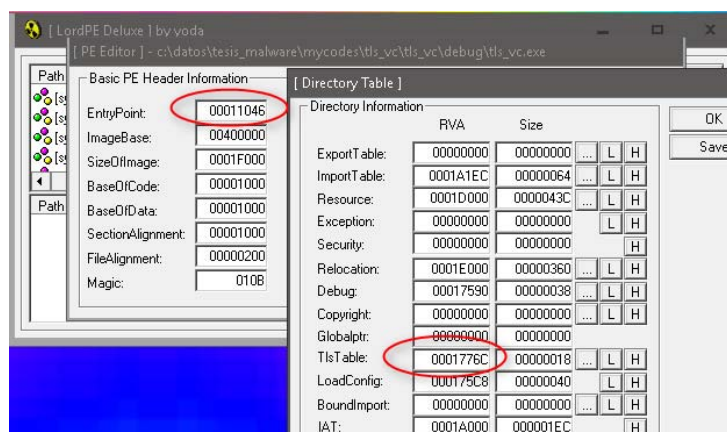 [ LordPE Deluxe ] by yoda
[ PE Editor ] - c:\datos\tesis_malware\mycodes\tls_vc\tls_vc\debug\tls_vc.exe
Path
[sy
[sy
[sy
[sy
Path
Basic PE Header Information
EntryPoint: 00011046
ImageBase: 00400000
SizeOfImage: 0001F000
BaseOfCode: 00001000
BaseOfData: 00001000
SectionAlignment: 00001000
FileAlignment: 00000200
Magic: 010B
[ Directory Table ]
Directory Information
RVA Size
ExportTable: 00000000 00000000 ... L H
ImportTable: 0001A1EC 00000064 ... L H
Resource: 0001D000 0000043C ... L H
Exception: 00000000 00000000 L H
Security: 00000000 00000000 H
Relocation: 0001E000 00000360 ... L H
Debug: 00017590 00000038 ... L H
Copyright: 00000000 00000000 ... L H
Globalptr: 00000000 00000000
TlsTable: 0001776C 00000018 ... L H
LoadConfig: 000175C8 00000040 L H
BoundImport: 00000000 00000000 ... L H
IAT: 0001A000 000001EC H
OK
Save